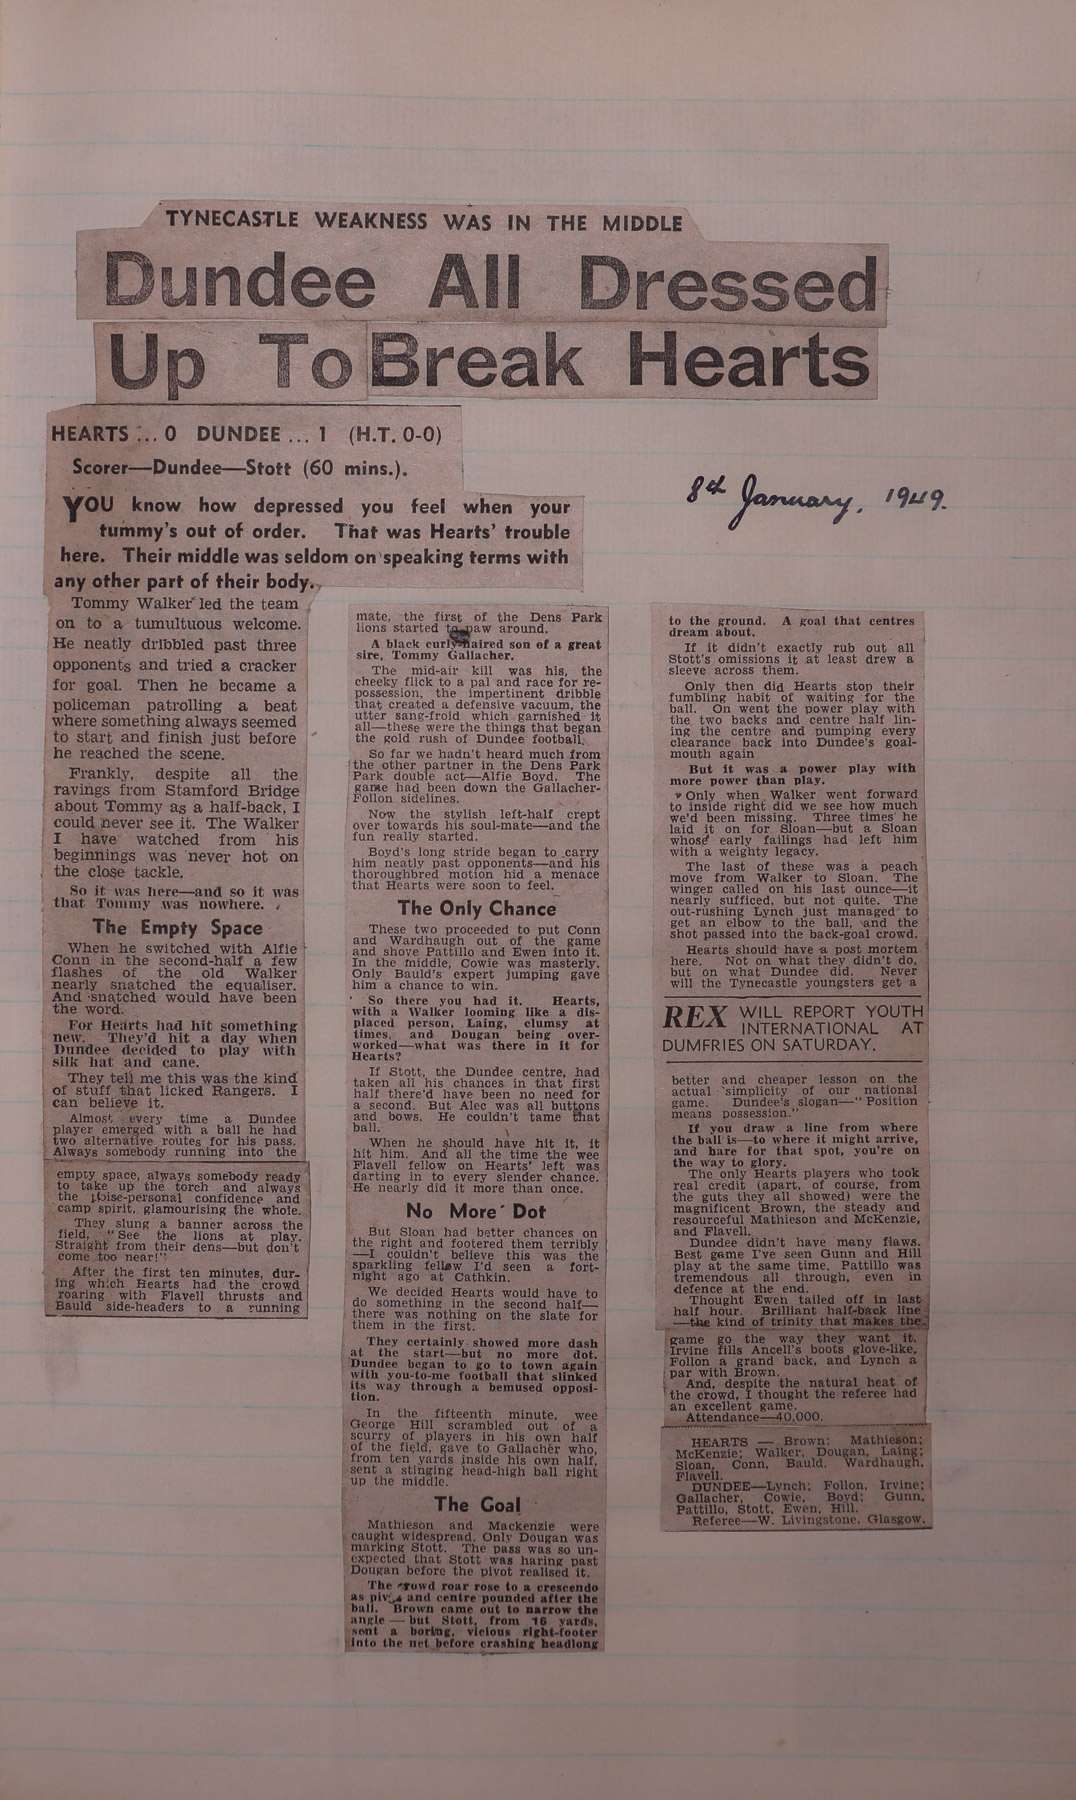 TYNECASTLE WEAKNESS WAS IN THE MIDDLE
Dundee All Dressed
Up To Break Hearts
HEARTS ... 0 DUNDEE ... 1 (H.T. 0-0)
Scorer—Dundee—Stott (60 mins.).
8th January, 1949.
YOU know how depressed you feel when your
tummy's out of order. That was Hearts' trouble
here. Their middle was seldom on speaking terms with
any other part of their body.
Tommy Walker led the team
on to a tumultuous welcome.
He neatly dribbled past three
opponents and tried a cracker
for goal. Then he became a
policeman patrolling a beat
where something always seemed
to start and finish just before
he reached the scene.
Frankly, despite all the
ravings from Stamford Bridge
about Tommy as a half-back, I
could never see it. The Walker
I have watched from his
beginnings was never hot on
the close tackle.
So it was here—and so it was
that Tommy was nowhere.
The Empty Space
When he switched with Alfie
Conn in the second-half a few
flashes of the old Walker
nearly snatched the equaliser.
And snatched would have been
the word.
For Hearts had hit something
new. They'd hit a day when
Dundee decided to play with
silk hat and cane.
They tell me this was the kind
of stuff that licked Rangers. I
can believe it.
Almost every time a Dundee
player emerged with a ball he had
two alternative routes for his pass.
Always somebody running into the
empty space, always somebody ready
to take up the torch and always
the poise-personal confidence and
camp spirit, glamourising the whole.
They slung a banner across the
field, "See the lions at play.
Straight from their dens—but don't
come too near!"
After the first ten minutes, dur-
ing which Hearts had the crowd
roaring with Flavell thrusts and
Bauld side-headers to a running
mate, the first of the Dens Park
lions started to paw around.
A black curly-haired son of a great
sire, Tommy Gallacher.
The mid-air kill was his, the
cheeky flick to a pal and race for re-
possession, the impertinent dribble
that created a defensive vacuum, the
utter sang-froid which garnished it
all—these were the things that began
the gold rush of Dundee football.
So far we hadn't heard much from
the other partner in the Dens Park
Park double act—Alfie Boyd. The
game had been down the Gallacher-
Follon sidelines.
Now the stylish left-half crept
over towards his soul-mate—and the
fun really started.
Boyd's long stride began to carry
him neatly past opponents—and his
thoroughbred motion hid a menace
that Hearts were soon to feel.
The Only Chance
These two proceeded to put Conn
and Wardhaugh out of the game
and shove Pattillo and Ewen into it.
In the middle, Cowie was masterly.
Only Bauld's expert jumping gave
him a chance to win.
So there you had it. Hearts,
with a Walker looming like a dis-
placed person, Laing, clumsy at
times, and Dougan being over-
worked—what was there in it for
Hearts?
If Stott, the Dundee centre, had
taken all his chances in that first
half there'd have been no need for
a second. But Alec was all buttons
and bows. He couldn't tame that
ball.
When he should have hit it, it
hit him. And all the time the wee
Flavell fellow on Hearts' left was
darting in to every slender chance.
He nearly did it more than once.
No More Dot
But Sloan had better chances on
the right and footered them terribly
—I couldn't believe this was the
sparkling fellow I'd seen a fort-
night ago at Cathkin.
We decided Hearts would have to
do something in the second half—
there was nothing on the slate for
them in the first.
They certainly showed more dash
at the start—but no more dot.
Dundee began to go to town again
with you-to-me football that slinked
its way through a bemused opposi-
tion.
In the fifteenth minute, wee
George Hill scrambled out of a
scurry of players in his own half
of the field, gave to Gallacher who,
from ten yards inside his own half,
sent a stinging head-high ball right
up the middle.
The Goal
Mathieson and Mackenzie were
caught widespread. Only Dougan was
marking Stott. The pass was so un-
expected that Stott was haring past
Dougan before the pivot realised it.
The crowd roar rose to a crescendo
as pivot and centre pounded after the
ball. Brown came out to narrow the
angle—but Stott, from 16 yards,
sent a boring, vicious right-footer
into the net before crashing headlong
to the ground. A goal that centres
dream about.
If it didn't exactly rub out all
Stott's omissions it at least drew a
sleeve across them.
Only then did Hearts stop their
fumbling habit of waiting for the
ball. On went the power play with
the two backs and centre half lin-
ing the centre and pumping every
clearance back into Dundee's goal-
mouth again
But it was a power play with
more power than play.
Only when Walker went forward
to inside right did we see how much
we'd been missing. Three times he
laid it on for Sloan—but a Sloan
whose early failings had left him
with a weighty legacy.
The last of these was a peach
move from Walker to Sloan. The
winger called on his last ounce—it
nearly sufficed, but not quite. The
out-rushing Lynch just managed to
get an elbow to the ball, and the
shot passed into the back-goal crowd.
Hearts should have a post mortem
here. Not on what they didn't do,
but on what Dundee did. Never
will the Tynecastle youngsters get a
REX WILL REPORT YOUTH
INTERNATIONAL AT
DUMFRIES ON SATURDAY.
better and cheaper lesson on the
actual simplicity of our national
game. Dundee's slogan—"Position
means possession."
If you draw a line from where
the ball is—to where it might arrive,
and hare for that spot, you're on
the way to glory.
The only Hearts players who took
real credit (apart, of course, from
the guts they all showed) were the
magnificent Brown, the steady and
resourceful Mathieson and McKenzie,
and Flavell.
Dundee didn't have many flaws.
Best game I've seen Gunn and Hill
play at the same time. Pattillo was
tremendous all through, even in
defence at the end.
Thought Ewen tailed off in last
half hour. Brilliant half-back line
—the kind of trinity that makes the
game go the way they want it.
Irvine fills Ancell's boots glove-like,
Follon a grand back, and Lynch a
par with Brown.
And, despite the natural heat of
the crowd, I thought the referee had
an excellent game.
Attendance—40,000.
HEARTS — Brown; Mathieson;
McKenzie; Walker, Dougan, Laing;
Sloan, Conn, Bauld, Wardhaugh,
Flavell.
DUNDEE—Lynch; Follon, Irvine;
Gallacher, Cowie, Boyd; Gunn,
Pattillo, Stott, Ewen, Hill.
Referee—W. Livingstone, Glasgow.